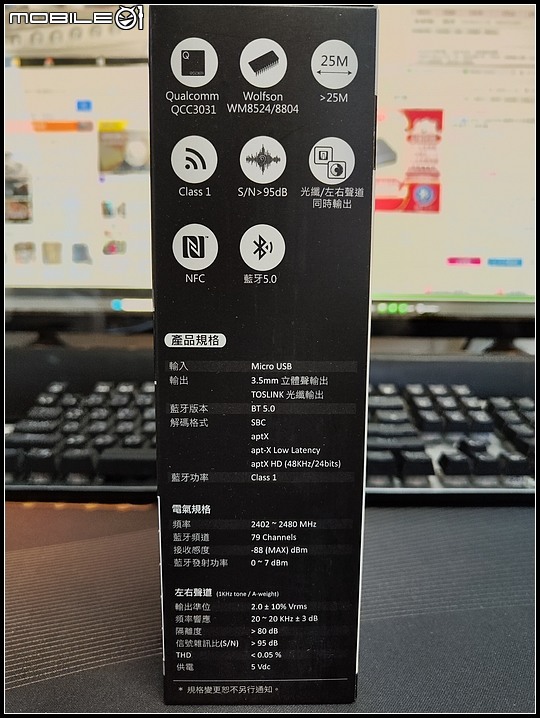 MOBILE01
Qualcomm
QCC3031
Wolfson
WM8524/8804
25M
>25M
Class 1
S/N>95dB
光纖/左右聲道
同時輸出
NFC
藍牙5.0
產品規格
輸入 Micro USB
輸出 3.5mm 立體聲輸出
TOSLINK 光纖輸出
藍牙版本 BT 5.0
解碼格式 SBC
aptX
apt-X Low Latency
aptX HD (48KHz/24bits)
藍牙功率 Class 1
電氣規格
頻率 2402 ~ 2480 MHz
藍牙頻道 79 Channels
接收感度 -88 (MAX) dBm
藍牙發射功率 0 ~ 7 dBm
左右聲道 (1KHz tone / A-weight)
輸出準位 2.0 ± 10% Vrms
頻率響應 20 ~ 20 KHz ± 3 dB
隔離度 > 80 dB
信號雜訊比(S/N) > 95 dB
THD < 0.05 %
供電 5 Vdc
* 規格變更恕不另行通知。